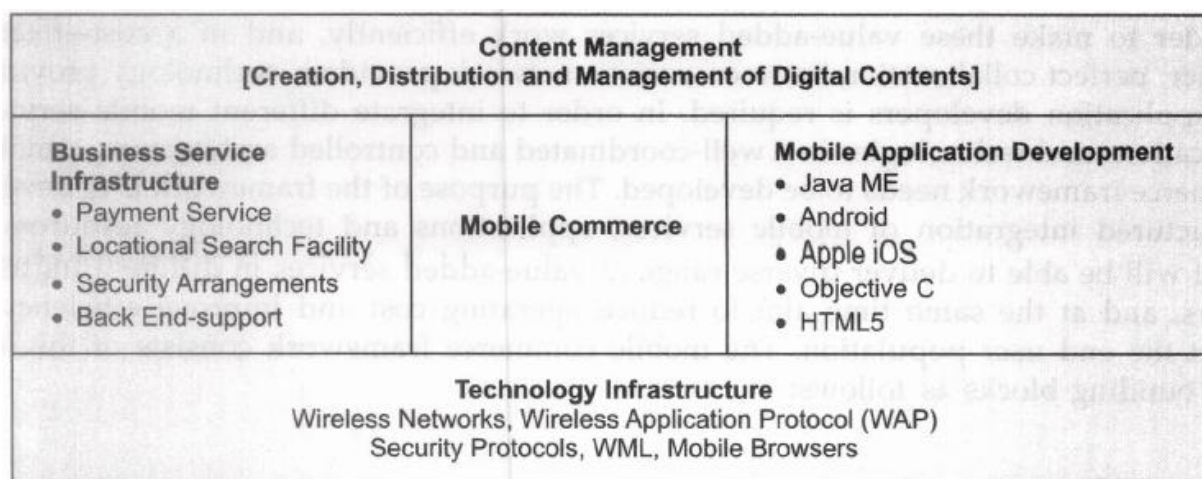 Content Management
[Creation, Distribution and Management of Digital Contents]
Business Service
Infrastructure
• Payment Service
• Locational Search Facility
• Security Arrangements
• Back End-support
Mobile Commerce
Mobile Application Development
• Java ME
• Android
• Apple iOS
• Objective C
• HTML5
Technology Infrastructure
Wireless Networks, Wireless Application Protocol (WAP)
Security Protocols, WML, Mobile Browsers